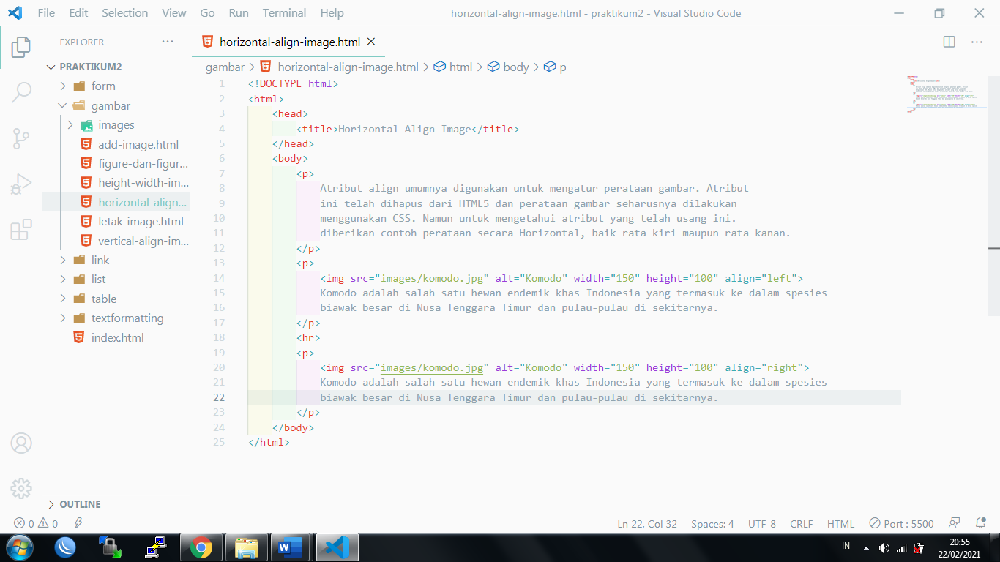 File Edit Selection View Go Run Terminal Help horizontal-align-image.html - praktikum2 - Visual Studio Code
EXPLORER
PRAKTIKUM2
form
gambar
images
add-image.html
figure-dan-figur...
height-width-im...
horizontal-align...
letak-image.html
vertical-align-im...
link
list
table
textformatting
index.html
OUTLINE
horizontal-align-image.html
gambar > horizontal-align-image.html > html > body > p
1 <!DOCTYPE html>
2 <html>
3 <head>
4 <title>Horizontal Align Image</title>
5 </head>
6 <body>
7 <p>
8 Atribut align umumnya digunakan untuk mengatur perataan gambar. Atribut
9 ini telah dihapus dari HTML5 dan perataan gambar seharusnya dilakukan
10 menggunakan CSS. Namun untuk mengetahui atribut yang telah usang ini.
11 diberikan contoh perataan secara Horizontal, baik rata kiri maupun rata kanan.
12 </p>
13 <p>
14 <img src="images/komodo.jpg" alt="Komodo" width="150" height="100" align="left">
15 Komodo adalah salah satu hewan endemik khas Indonesia yang termasuk ke dalam spesies
16 biawak besar di Nusa Tenggara Timur dan pulau-pulau di sekitarnya.
17 </p>
18 <hr>
19 <p>
20 <img src="images/komodo.jpg" alt="Komodo" width="150" height="100" align="right">
21 Komodo adalah salah satu hewan endemik khas Indonesia yang termasuk ke dalam spesies
22 biawak besar di Nusa Tenggara Timur dan pulau-pulau di sekitarnya.
23 </p>
24 </body>
25 </html>
0 0 Ln 22, Col 32 Spaces: 4 UTF-8 CRLF HTML Port : 5500
IN 20:55
22/02/2021